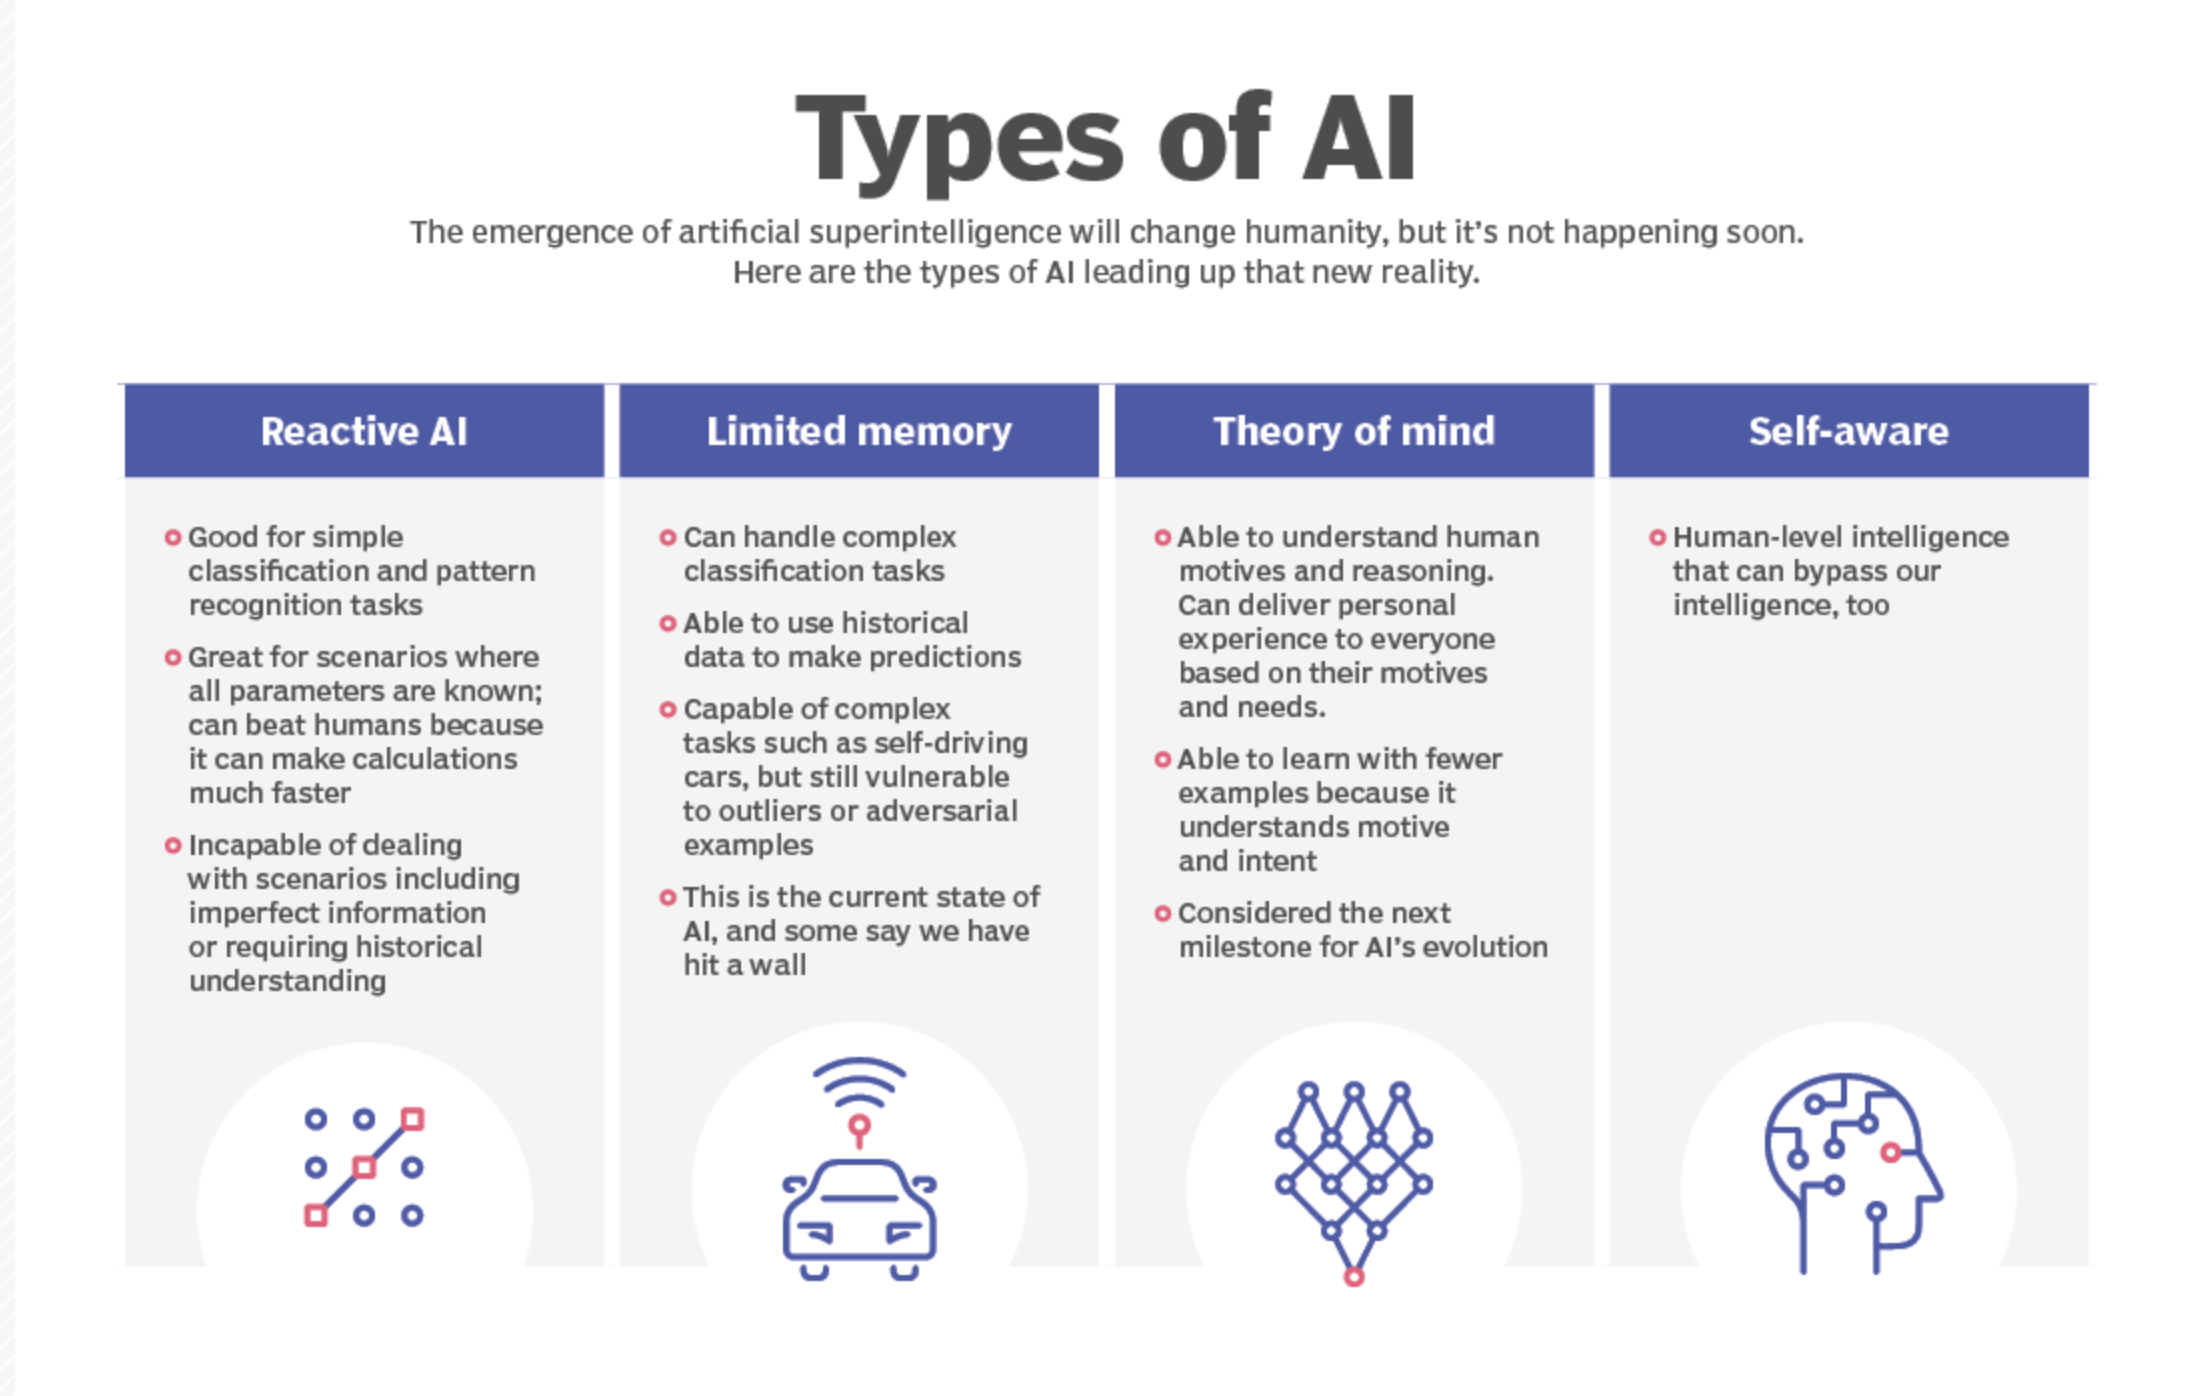 Types of AI
The emergence of artificial superintelligence will change humanity, but it's not happening soon.
Here are the types of AI leading up that new reality.
Reactive AI
Good for simple
classification and pattern
recognition tasks
Great for scenarios where
all parameters are known;
can beat humans because
it can make calculations
much faster
Incapable of dealing
with scenarios including
imperfect information
or requiring historical
understanding
Limited memory
Can handle complex
classification tasks
Able to use historical
data to make predictions
Capable of complex
tasks such as self-driving
cars, but still vulnerable
to outliers or adversarial
examples
This is the current state of
AI, and some say we have
hit a wall
Theory of mind
Able to understand human
motives and reasoning.
Can deliver personal
experience to everyone
based on their motives
and needs.
Able to learn with fewer
examples because it
understands motive
and intent
Considered the next
milestone for AI's evolution
Self-aware
Human-level intelligence
that can bypass our
intelligence, too